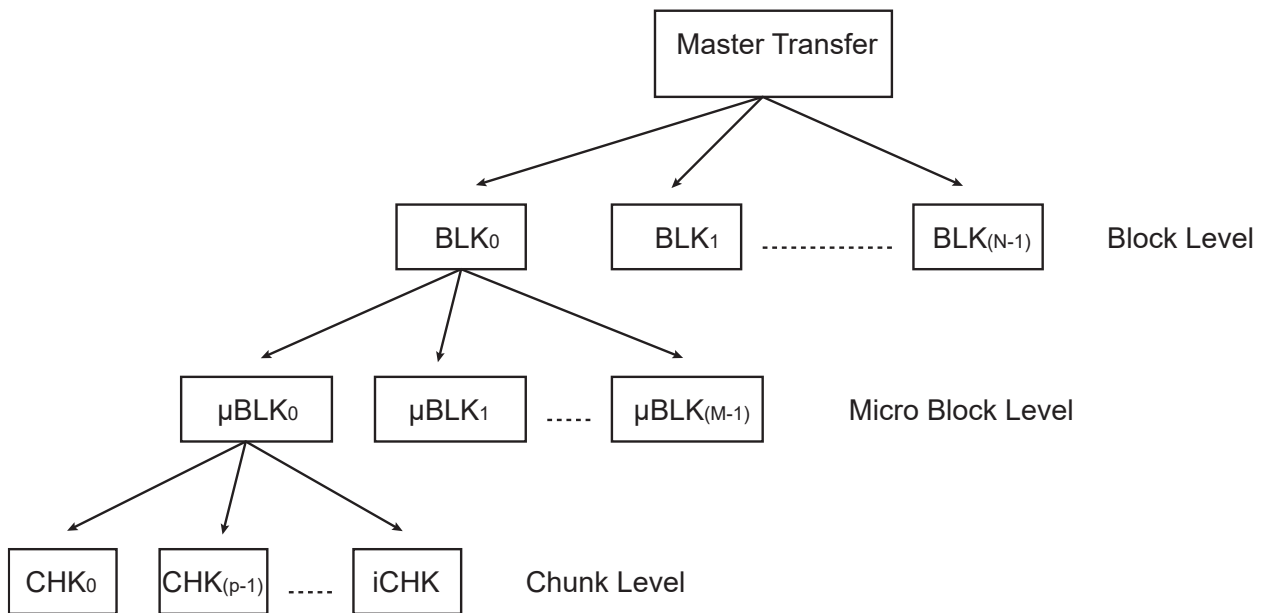 Master Transfer
BLK0 BLK1 BLK(N-1) Block Level
µBLK0 µBLK1 µBLK(M-1) Micro Block Level
CHK0 CHK(p-1) iCHK Chunk Level